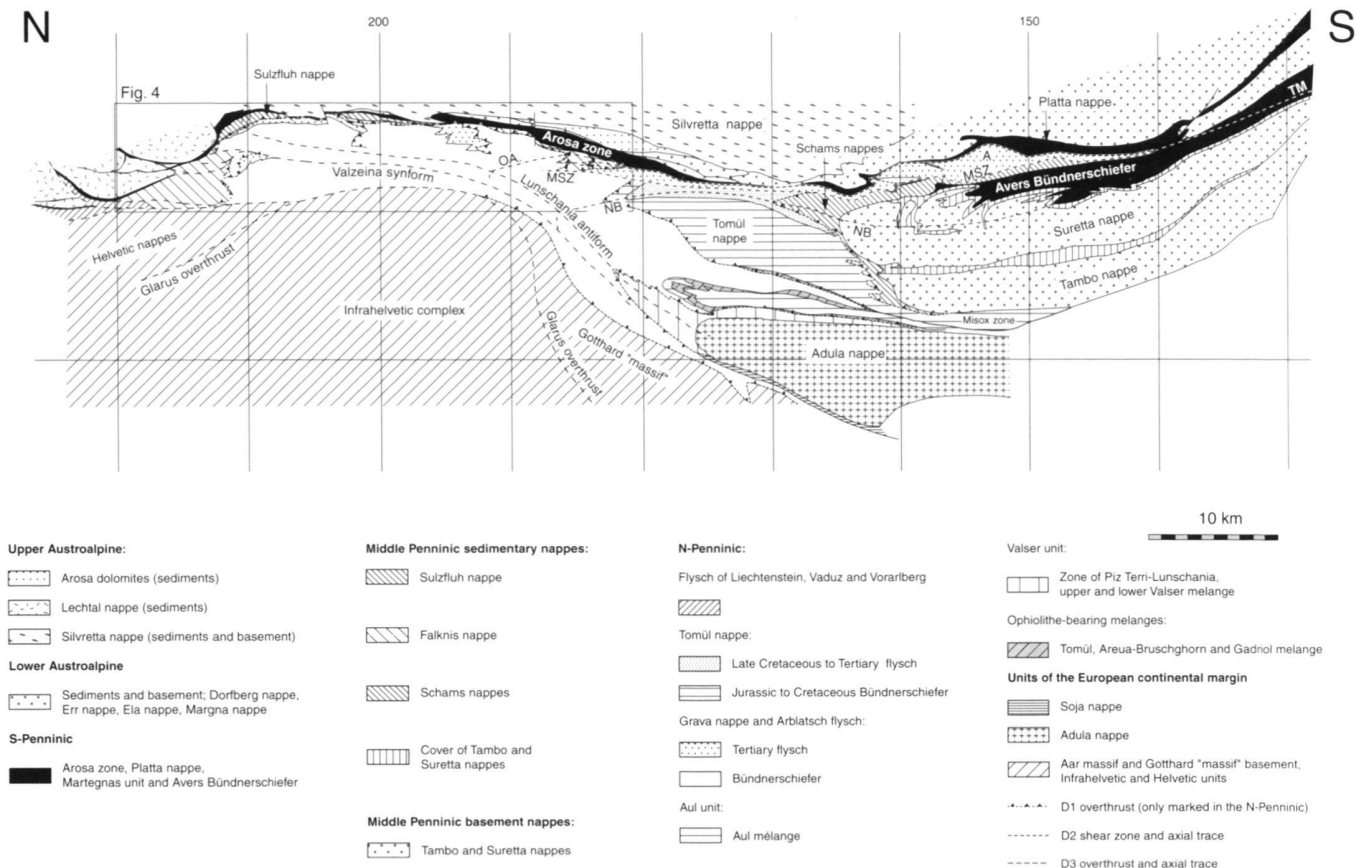 N
200
150
S
Sulzfluh nappe
Fig. 4
Platta nappe
TM
Silvretta nappe
Schams nappes
Arosa zone
A
OA
MSZ
MSZ
Avers Bündnerschiefer
Valzeina synform
Lunschania antiform
NB
NB
Tomül
nappe
Suretta nappe
Helvetic nappes
Glarus overthrust
Tambo nappe
Infrahelvetic complex
Misox zone
Glarus overthrust
Gotthard "massif"
Adula nappe
10 km
Upper Austroalpine:
Arosa dolomites (sediments)
Lechtal nappe (sediments)
Silvretta nappe (sediments and basement)
Lower Austroalpine
Sediments and basement; Dorfberg nappe,
Err nappe, Ela nappe, Margna nappe
S-Penninic
Arosa zone, Platta nappe,
Martegnas unit and Avers Bündnerschiefer
Middle Penninic sedimentary nappes:
Sulzfluh nappe
Falknis nappe
Schams nappes
Cover of Tambo and
Suretta nappes
Middle Penninic basement nappes:
Tambo and Suretta nappes
N-Penninic:
Flysch of Liechtenstein, Vaduz and Vorarlberg
Tomül nappe:
Late Cretaceous to Tertiary flysch
Jurassic to Cretaceous Bündnerschiefer
Grava nappe and Arblatsch flysch:
Tertiary flysch
Bündnerschiefer
Aul unit:
Aul mélange
Valser unit:
Zone of Piz Terri-Lunschania,
upper and lower Valser melange
Ophiolithe-bearing melanges:
Tomül, Areua-Bruschghorn and Gadriol melange
Units of the European continental margin
Soja nappe
Adula nappe
Aar massif and Gotthard "massif" basement,
Infrahelvetic and Helvetic units
D1 overthrust (only marked in the N-Penninic)
D2 shear zone and axial trace
D3 overthrust and axial trace